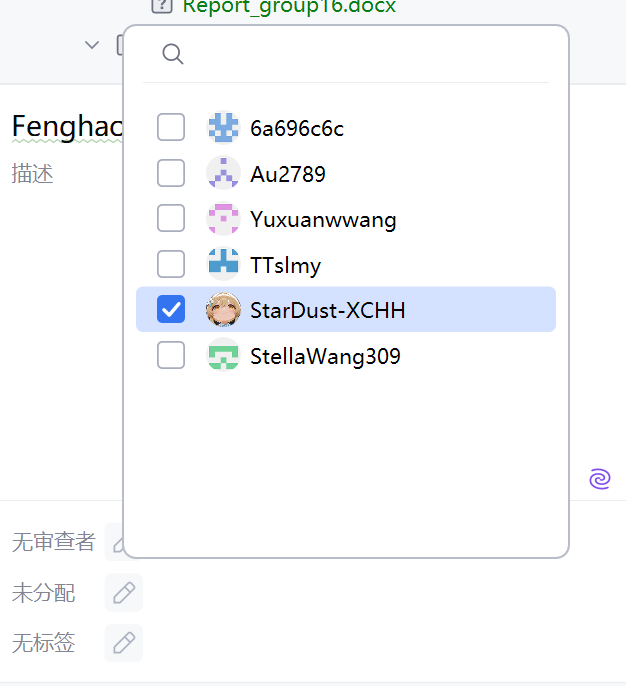 Report_group16.docx
Fenghao
描述
6a696c6c
Au2789
Yuxuanwwang
TTslmy
StarDust-XCHH
StellaWang309
无审查者
未分配
无标签